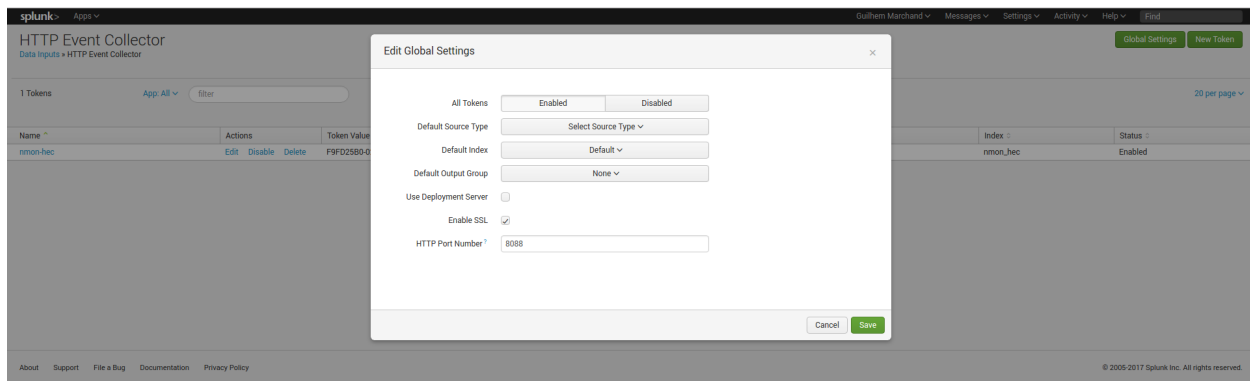 splunk> Apps Guilhem Marchand Messages Settings Activity Help Find
HTTP Event Collector
Data Inputs » HTTP Event Collector
Global Settings New Token
Edit Global Settings ×
1 Tokens App: All filter 20 per page
All Tokens Enabled Disabled
Default Source Type Select Source Type
Name Actions Token Value Index Status
Default Index Default
nmon-hec Edit Disable Delete F9FD25B0-0 nmon_hec Enabled
Default Output Group None
Use Deployment Server
Enable SSL
HTTP Port Number ? 8088
Cancel Save
About Support File a Bug Documentation Privacy Policy © 2005-2017 Splunk Inc. All rights reserved.